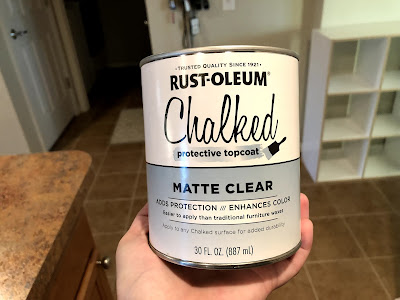 • TRUSTED QUALITY SINCE 1921 •
RUST-OLEUM®
Chalked
protective topcoat
MATTE CLEAR
ADDS PROTECTION /// ENHANCES COLOR
Easier to apply than traditional furniture waxes
Apply to any Chalked surface for added durability
30 FL. OZ. (887 mL)